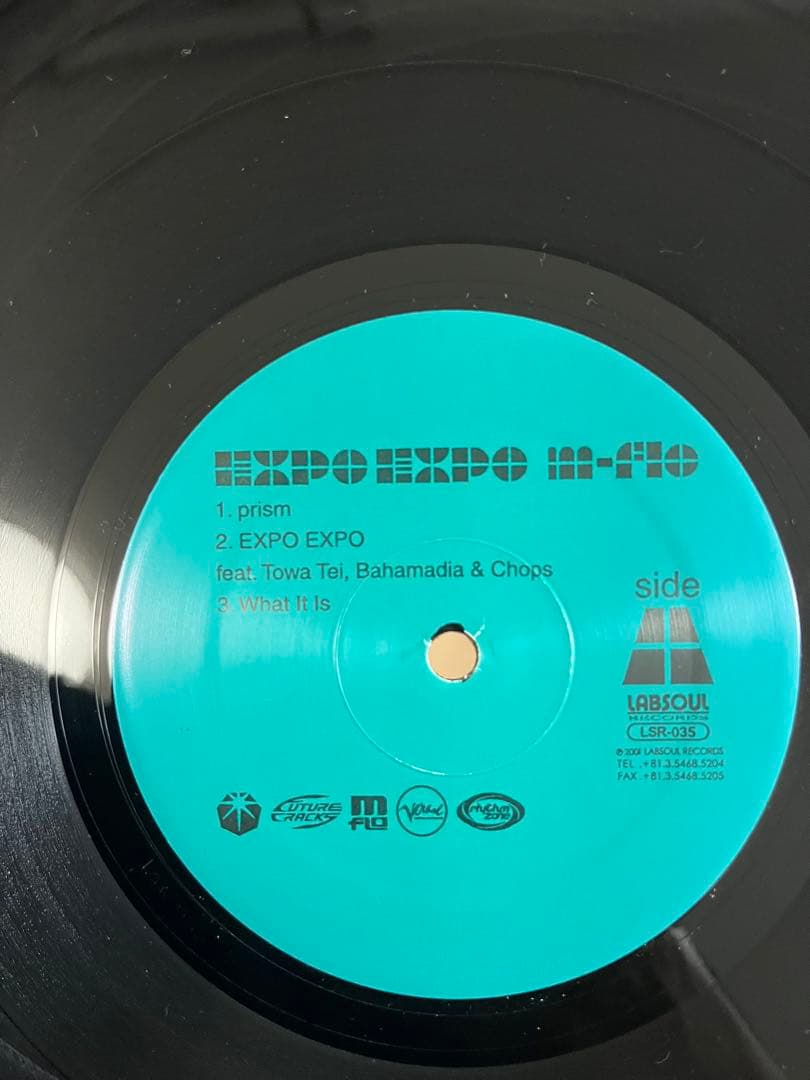 EXPO EXPO m-flo
1. prism
2. EXPO EXPO
feat. Towa Tei, Bahamadia & Chops
3. What It Is
side
LABSOUL
RECORDS
LSR-035
℗ 2001 LABSOUL RECORDS
TEL .+81.3.5468.5204
FAX .+81.3.5468.5205
FUTURE
CRACKS
M
FLO
Verbal
rhythm
zone